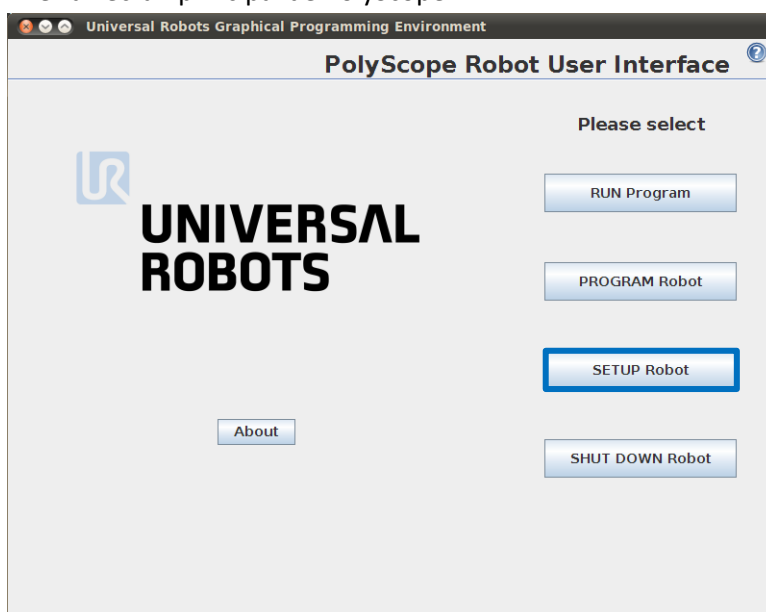 Universal Robots Graphical Programming Environment
PolyScope Robot User Interface
?
Please select
UR
UNIVERSAL
ROBOTS
RUN Program
PROGRAM Robot
SETUP Robot
About
SHUT DOWN Robot